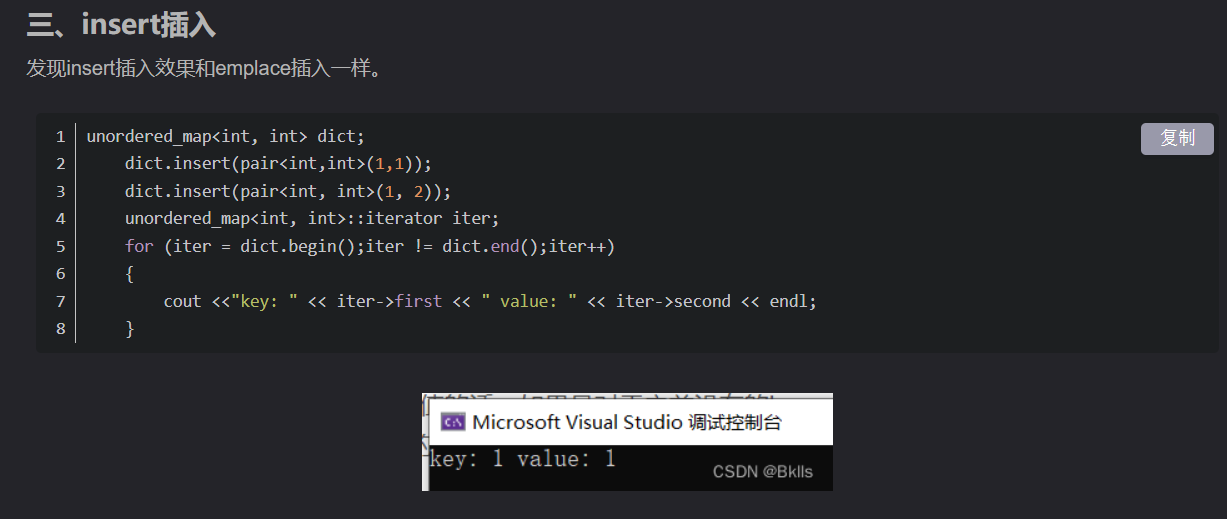 三、insert插入
发现insert插入效果和emplace插入一样。
复制
1 unordered_map<int, int> dict;
2 dict.insert(pair<int,int>(1,1));
3 dict.insert(pair<int, int>(1, 2));
4 unordered_map<int, int>::iterator iter;
5 for (iter = dict.begin();iter != dict.end();iter++)
6 {
7 cout <<"key: " << iter->first << " value: " << iter->second << endl;
8 }
Microsoft Visual Studio 调试控制台
key: 1 value: 1
CSDN @Bklls